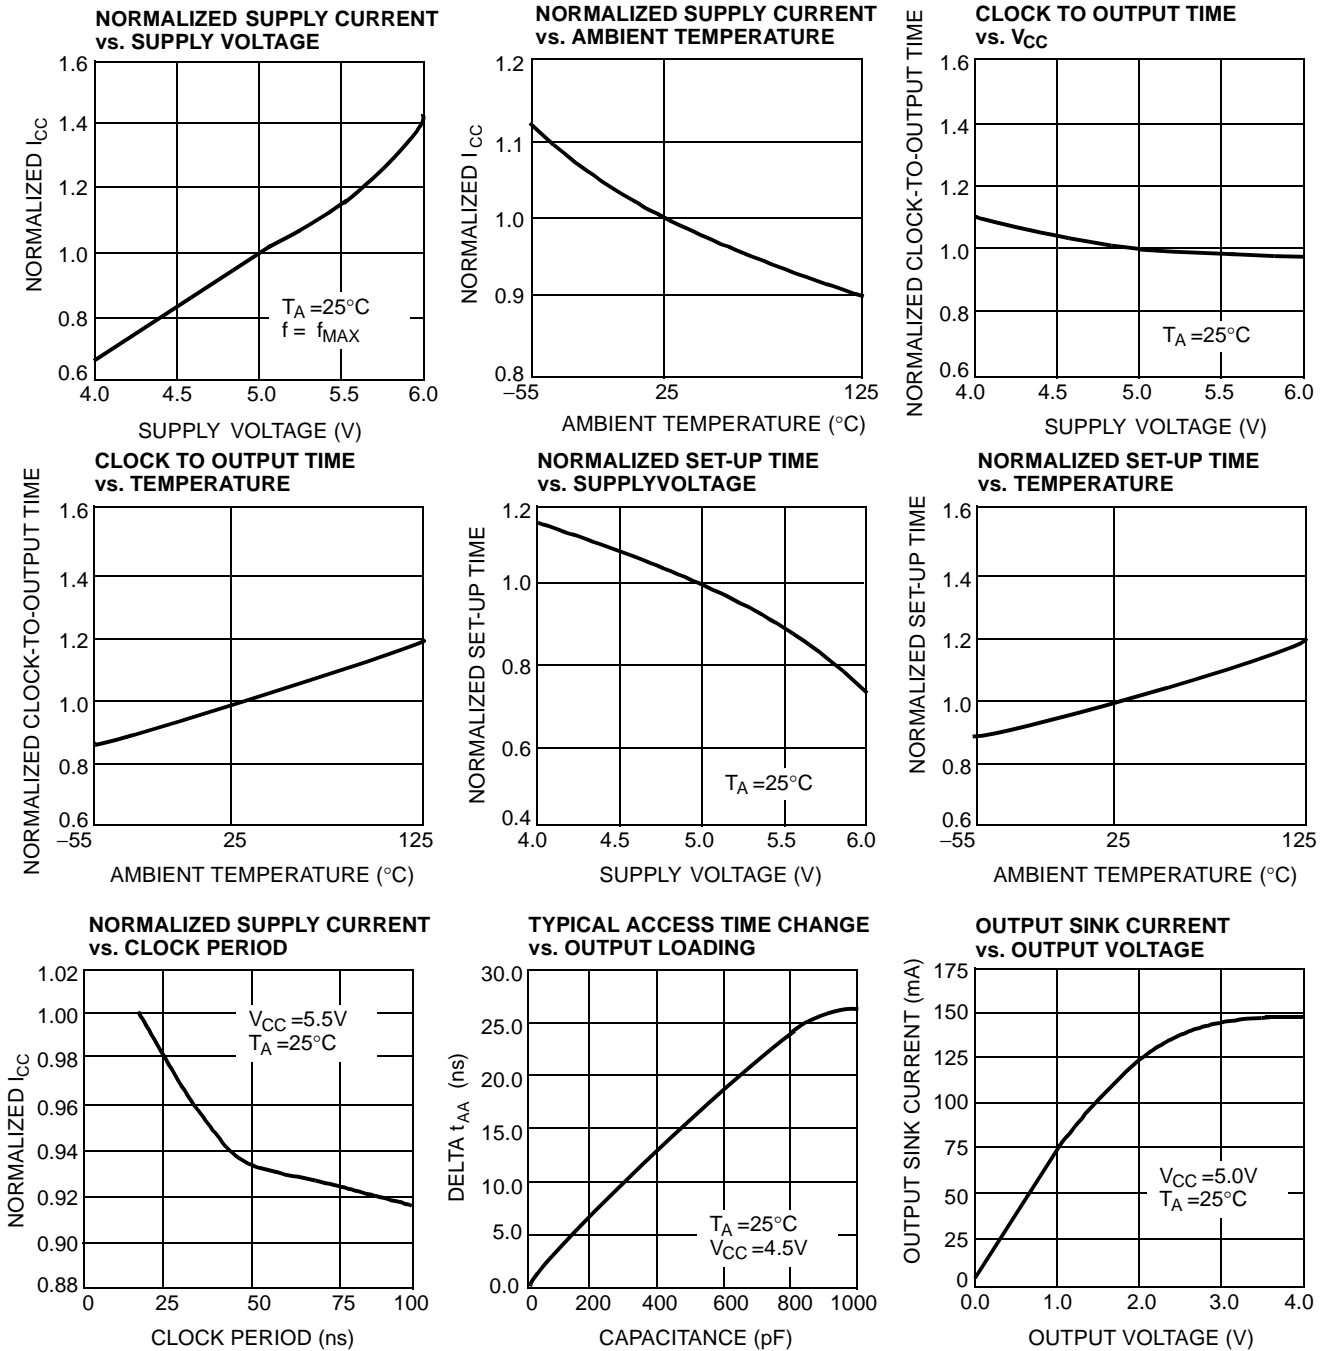 NORMALIZED SUPPLY CURRENT
vs. SUPPLY VOLTAGE
NORMALIZED ICC
1.6
1.4
1.2
1.0
0.8
0.6
TA =25°C
f = fMAX
4.0 4.5 5.0 5.5 6.0
SUPPLY VOLTAGE (V)
NORMALIZED SUPPLY CURRENT
vs. AMBIENT TEMPERATURE
NORMALIZED ICC
1.2
1.1
1.0
0.9
0.8
–55 25 125
AMBIENT TEMPERATURE (°C)
CLOCK TO OUTPUT TIME
vs. VCC
NORMALIZED CLOCK-TO-OUTPUT TIME
1.6
1.4
1.2
1.0
0.8
0.6
TA =25°C
4.0 4.5 5.0 5.5 6.0
SUPPLY VOLTAGE (V)
CLOCK TO OUTPUT TIME
vs. TEMPERATURE
NORMALIZED CLOCK-TO-OUTPUT TIME
1.6
1.4
1.2
1.0
0.8
0.6
–55 25 125
AMBIENT TEMPERATURE (°C)
NORMALIZED SET-UP TIME
vs. SUPPLYVOLTAGE
NORMALIZED SET-UP TIME
1.2
1.0
0.8
0.6
0.4
TA =25°C
4.0 4.5 5.0 5.5 6.0
SUPPLY VOLTAGE (V)
NORMALIZED SET-UP TIME
vs. TEMPERATURE
NORMALIZED SET-UP TIME
1.6
1.4
1.2
1.0
0.8
0.6
–55 25 125
AMBIENT TEMPERATURE (°C)
NORMALIZED SUPPLY CURRENT
vs. CLOCK PERIOD
NORMALIZED ICC
1.02
1.00
0.98
0.96
0.94
0.92
0.90
0.88
VCC =5.5V
TA =25°C
0 25 50 75 100
CLOCK PERIOD (ns)
TYPICAL ACCESS TIME CHANGE
vs. OUTPUT LOADING
DELTA tAA (ns)
30.0
25.0
20.0
15.0
10.0
5.0
0.0
TA =25°C
VCC =4.5V
0 200 400 600 800 1000
CAPACITANCE (pF)
OUTPUT SINK CURRENT
vs. OUTPUT VOLTAGE
OUTPUT SINK CURRENT (mA)
175
150
125
100
75
50
25
0
VCC =5.0V
TA =25°C
0.0 1.0 2.0 3.0 4.0
OUTPUT VOLTAGE (V)